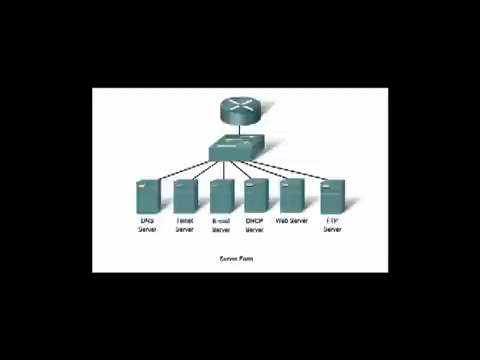 DNS Server
Telnet Server
E-mail Server
DHCP Server
Web Server
FTP Server
Server Farm